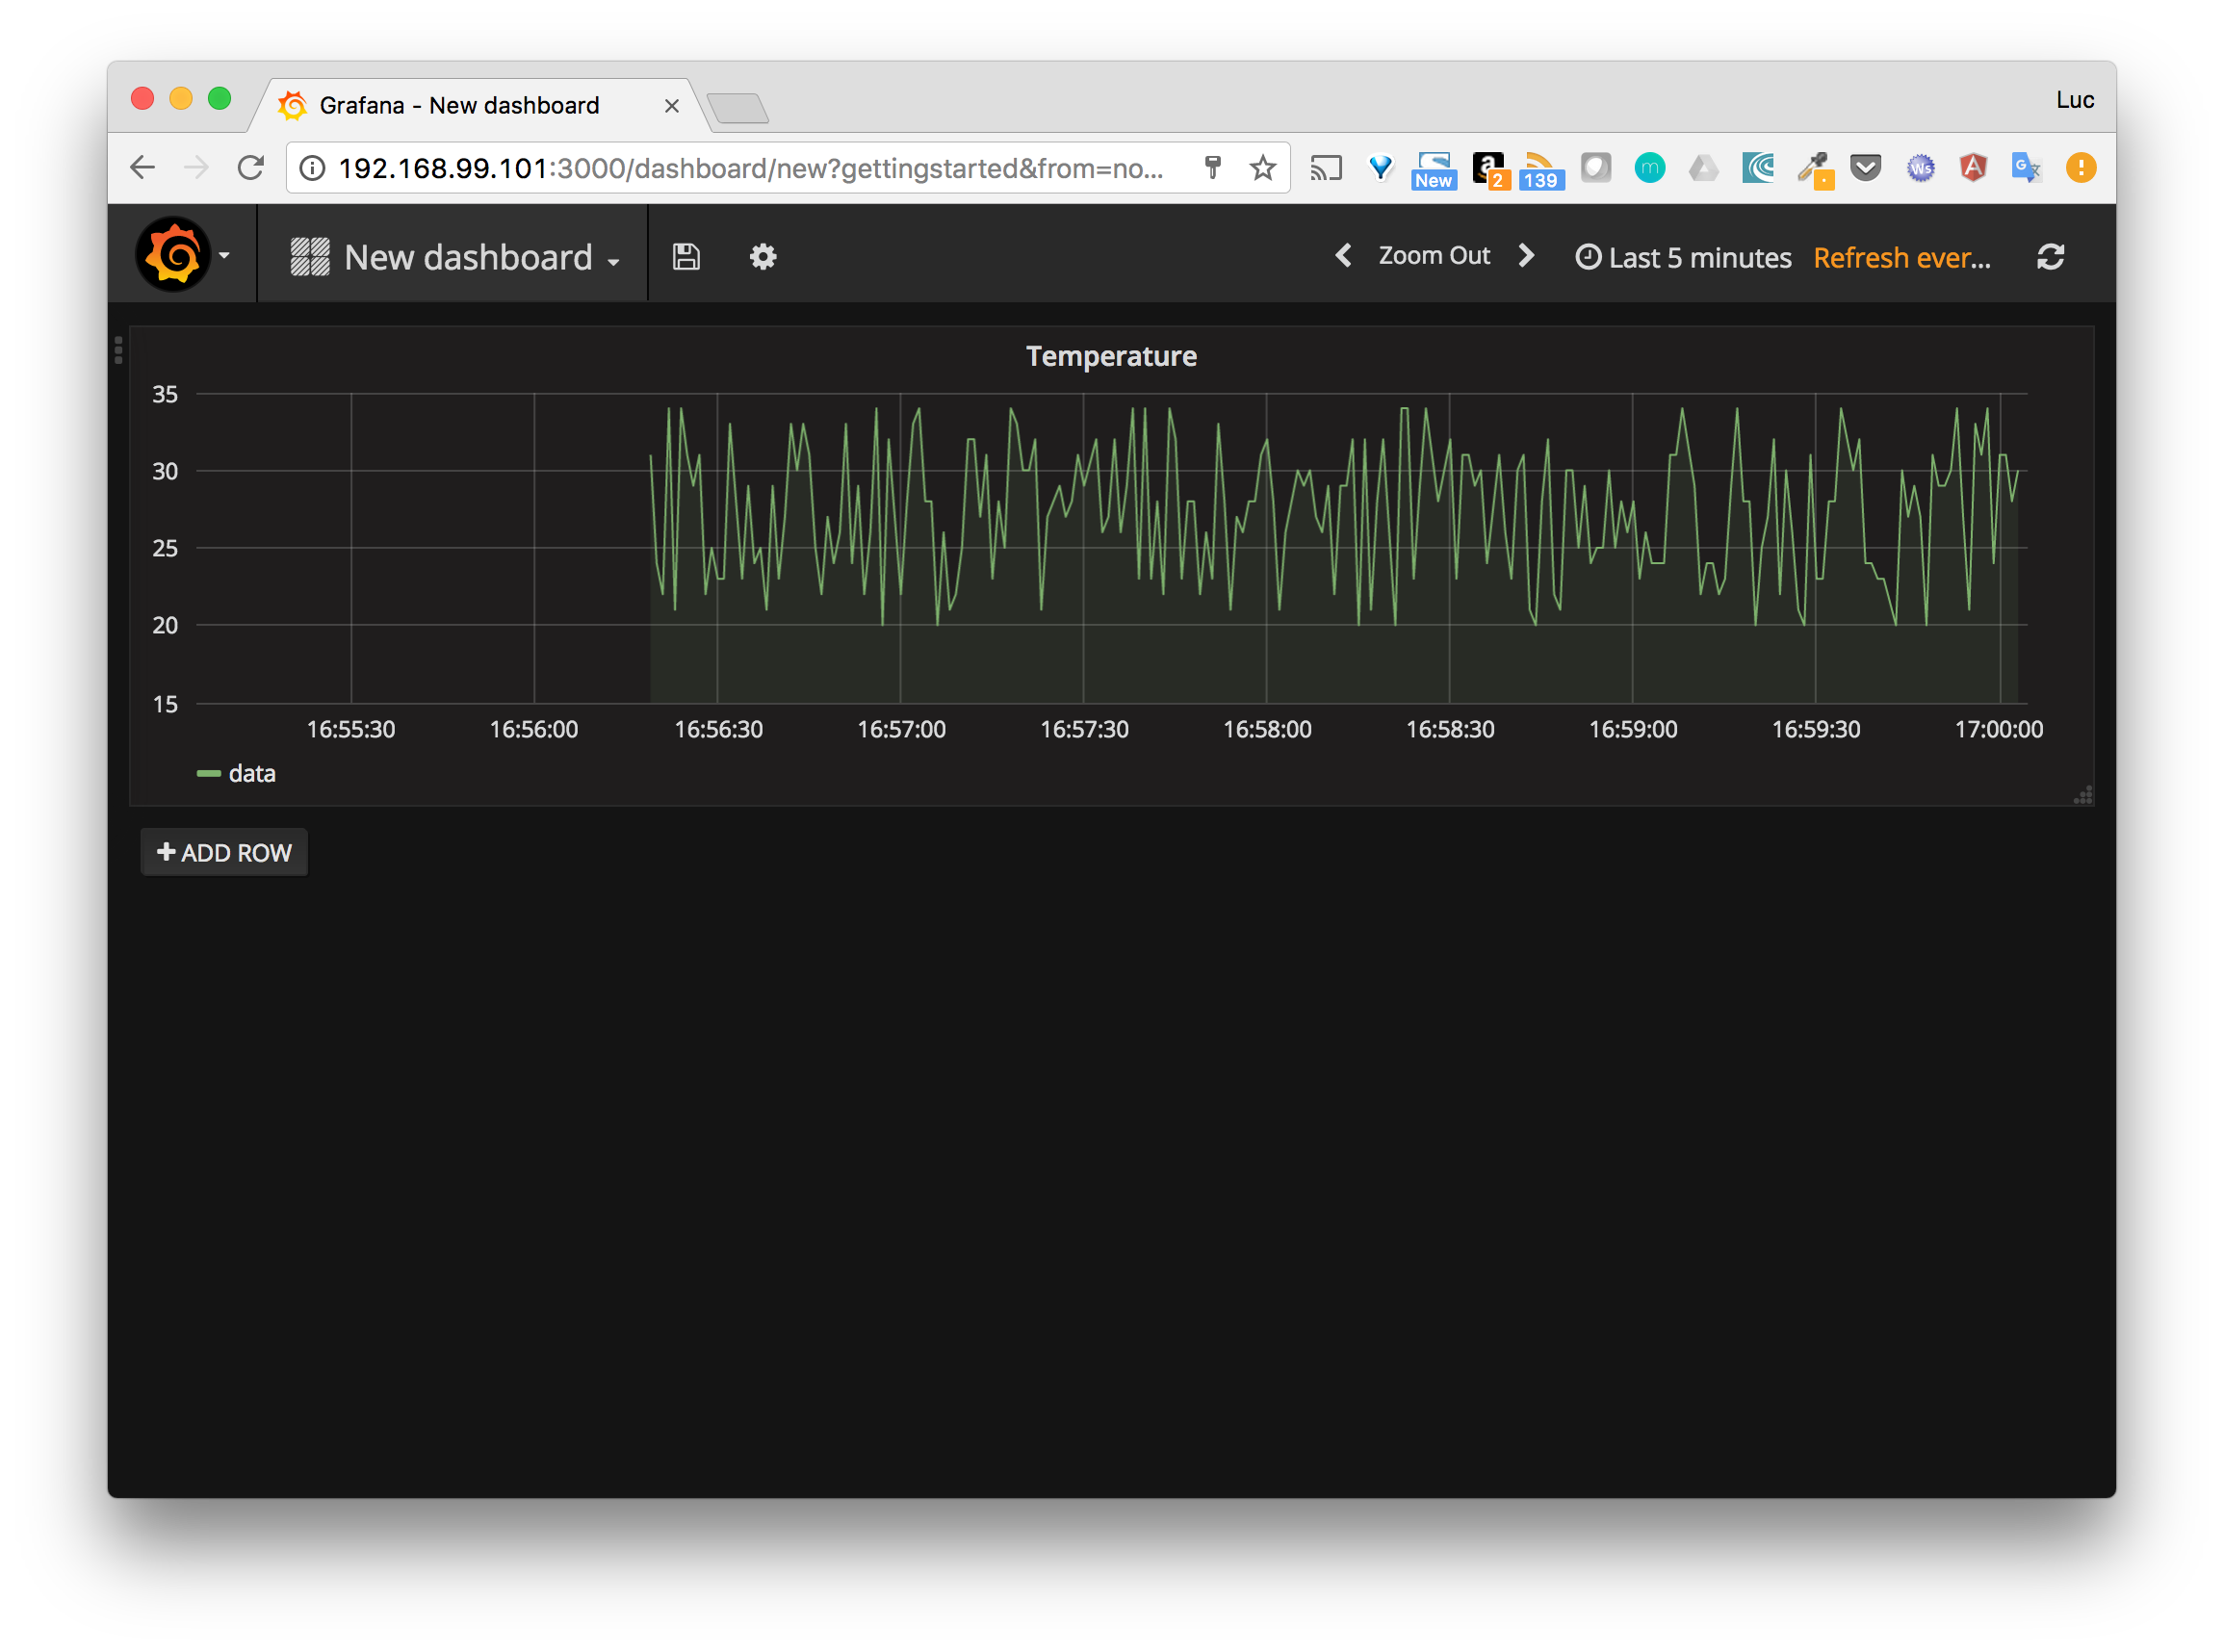 Grafana - New dashboard
Luc
192.168.99.101:3000/dashboard/new?gettingstarted&from=no...
New
a
2
139
m
Ws
A
G
New dashboard
Zoom Out
Last 5 minutes
Refresh ever...
Temperature
35
30
25
20
15
16:55:30 16:56:00 16:56:30 16:57:00 16:57:30 16:58:00 16:58:30 16:59:00 16:59:30 17:00:00
data
+ ADD ROW